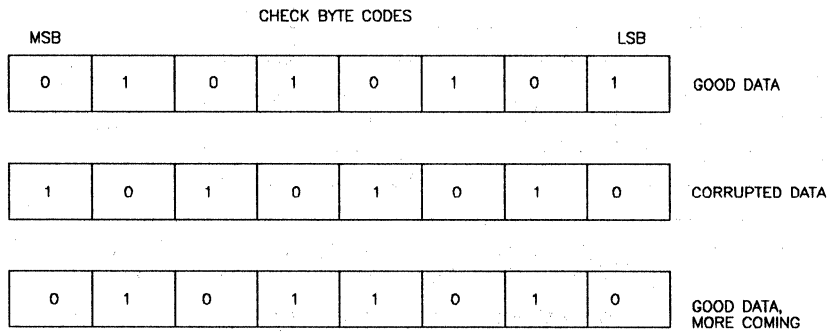 CHECK BYTE CODES
MSB LSB
0 1 0 1 0 1 0 1 GOOD DATA
1 0 1 0 1 0 1 0 CORRUPTED DATA
0 1 0 1 1 0 1 0 GOOD DATA,
MORE COMING